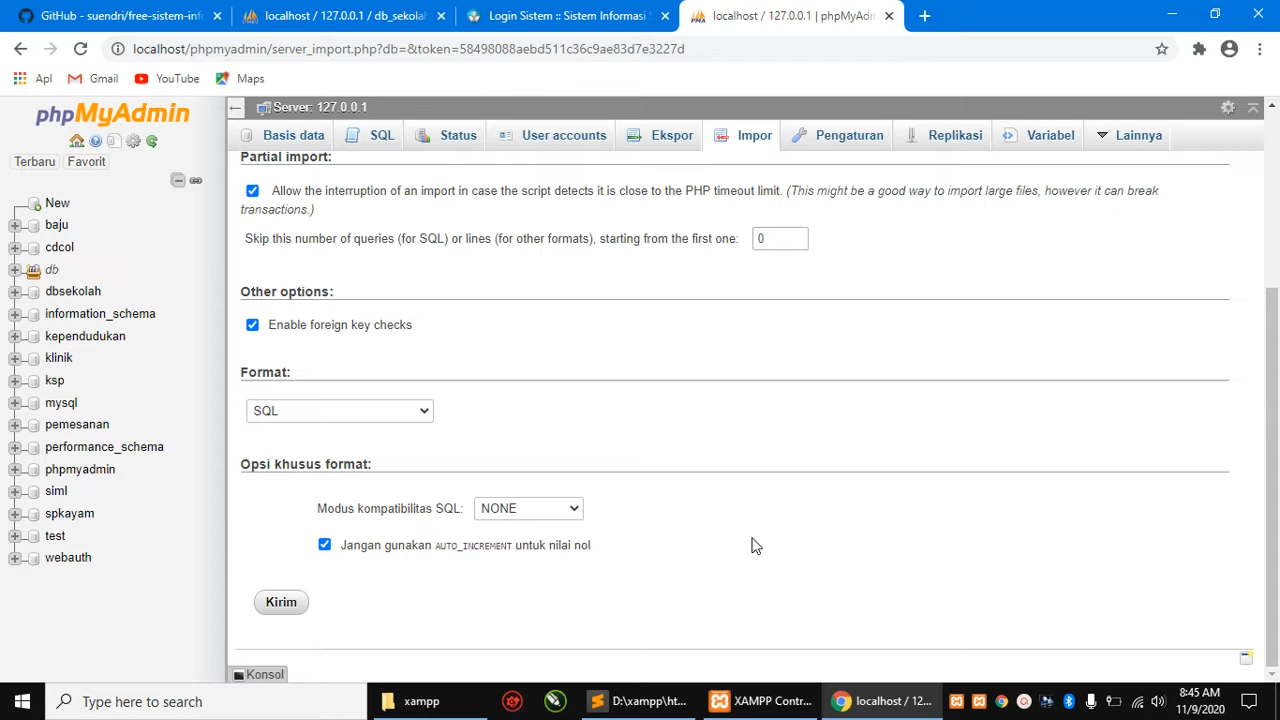 GitHub - suendri/free-sistem-inf
localhost / 127.0.0.1 / db_sekolah
Login Sistem :: Sistem Informasi S
localhost / 127.0.0.1 | phpMyAdm
localhost/phpmyadmin/server_import.php?db=&token=58498088aebd511c36c9ae83d7e3227d
Apl
Gmail
YouTube
Maps
phpMyAdmin
Terbaru
Favorit
New
baju
cdcol
db
dbsekolah
information_schema
kependudukan
klinik
ksp
mysql
pemesanan
performance_schema
phpmyadmin
siml
spkayam
test
webauth
Server: 127.0.0.1
Basis data
SQL
Status
User accounts
Ekspor
Impor
Pengaturan
Replikasi
Variabel
Lainnya
Partial import:
Allow the interruption of an import in case the script detects it is close to the PHP timeout limit. (This might be a good way to import large files, however it can break
transactions.)
Skip this number of queries (for SQL) or lines (for other formats), starting from the first one: 0
Other options:
Enable foreign key checks
Format:
SQL
Opsi khusus format:
Modus kompatibilitas SQL: NONE
Jangan gunakan AUTO_INCREMENT untuk nilai nol
Kirim
Konsol
Type here to search
xampp
D:\xampp\ht...
XAMPP Contr...
localhost / 12...
8:45 AM
11/9/2020